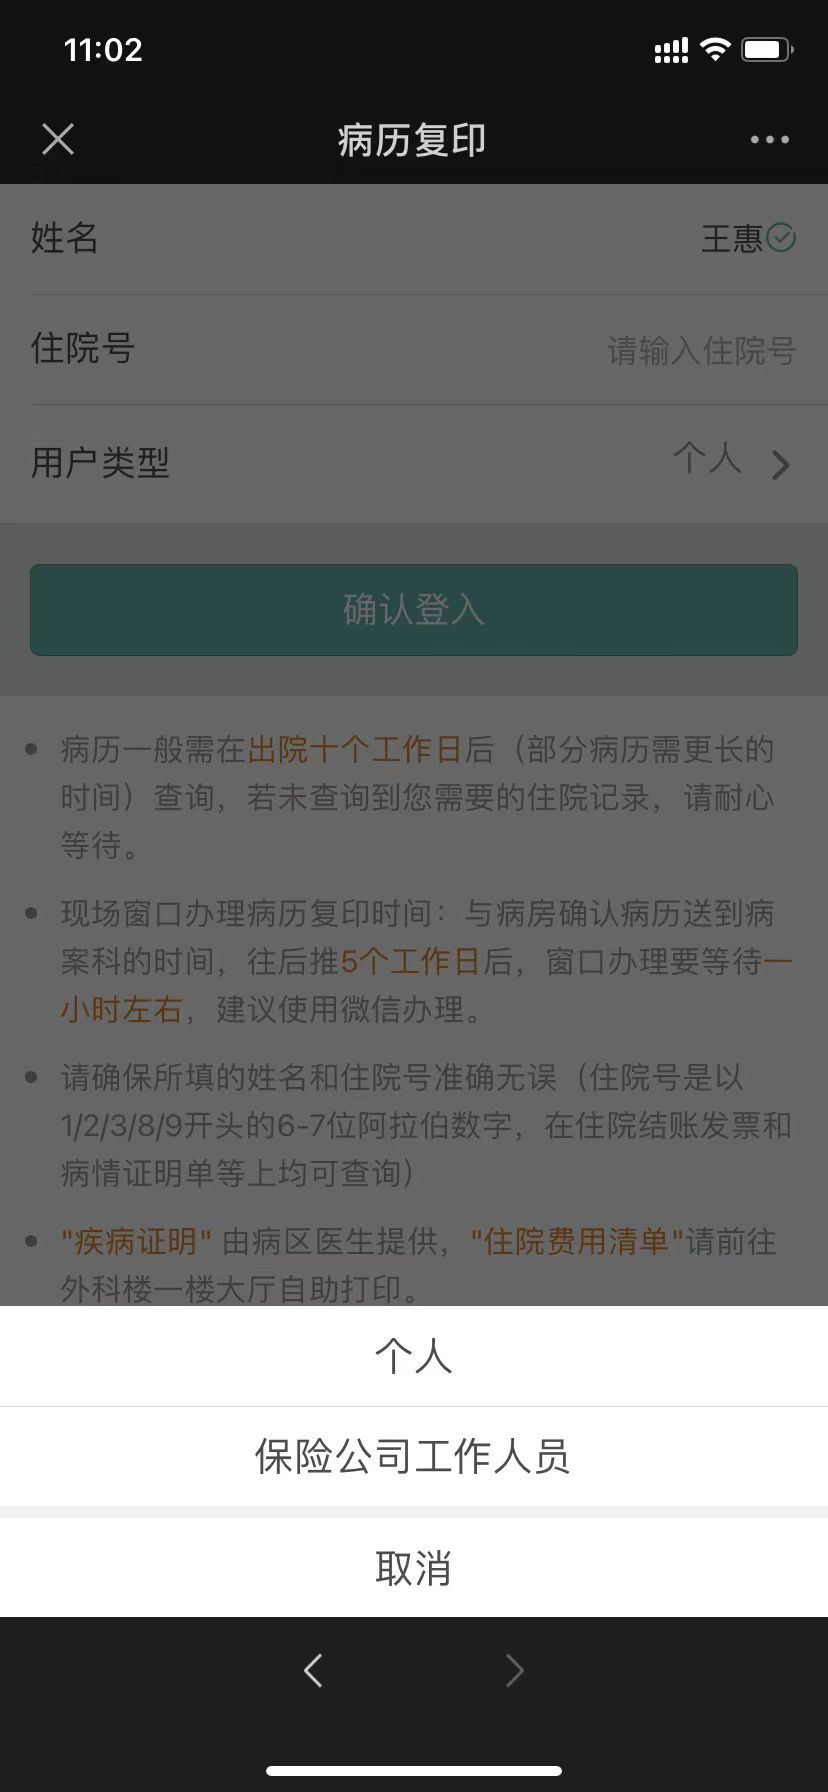 11:02
病历复印
姓名 王惠
住院号 请输入住院号
用户类型 个人
确认登入
病历一般需在出院十个工作日后（部分病历需更长的
时间）查询，若未查询到您需要的住院记录，请耐心
等待。
现场窗口办理病历复印时间：与病房确认病历送到病
案科的时间，往后推5个工作日后，窗口办理要等待一
小时左右，建议使用微信办理。
请确保所填的姓名和住院号准确无误（住院号是以
1/2/3/8/9开头的6-7位阿拉伯数字，在住院结账发票和
病情证明单等上均可查询）
"疾病证明" 由病区医生提供，"住院费用清单"请前往
外科楼一楼大厅自助打印。
个人
保险公司工作人员
取消